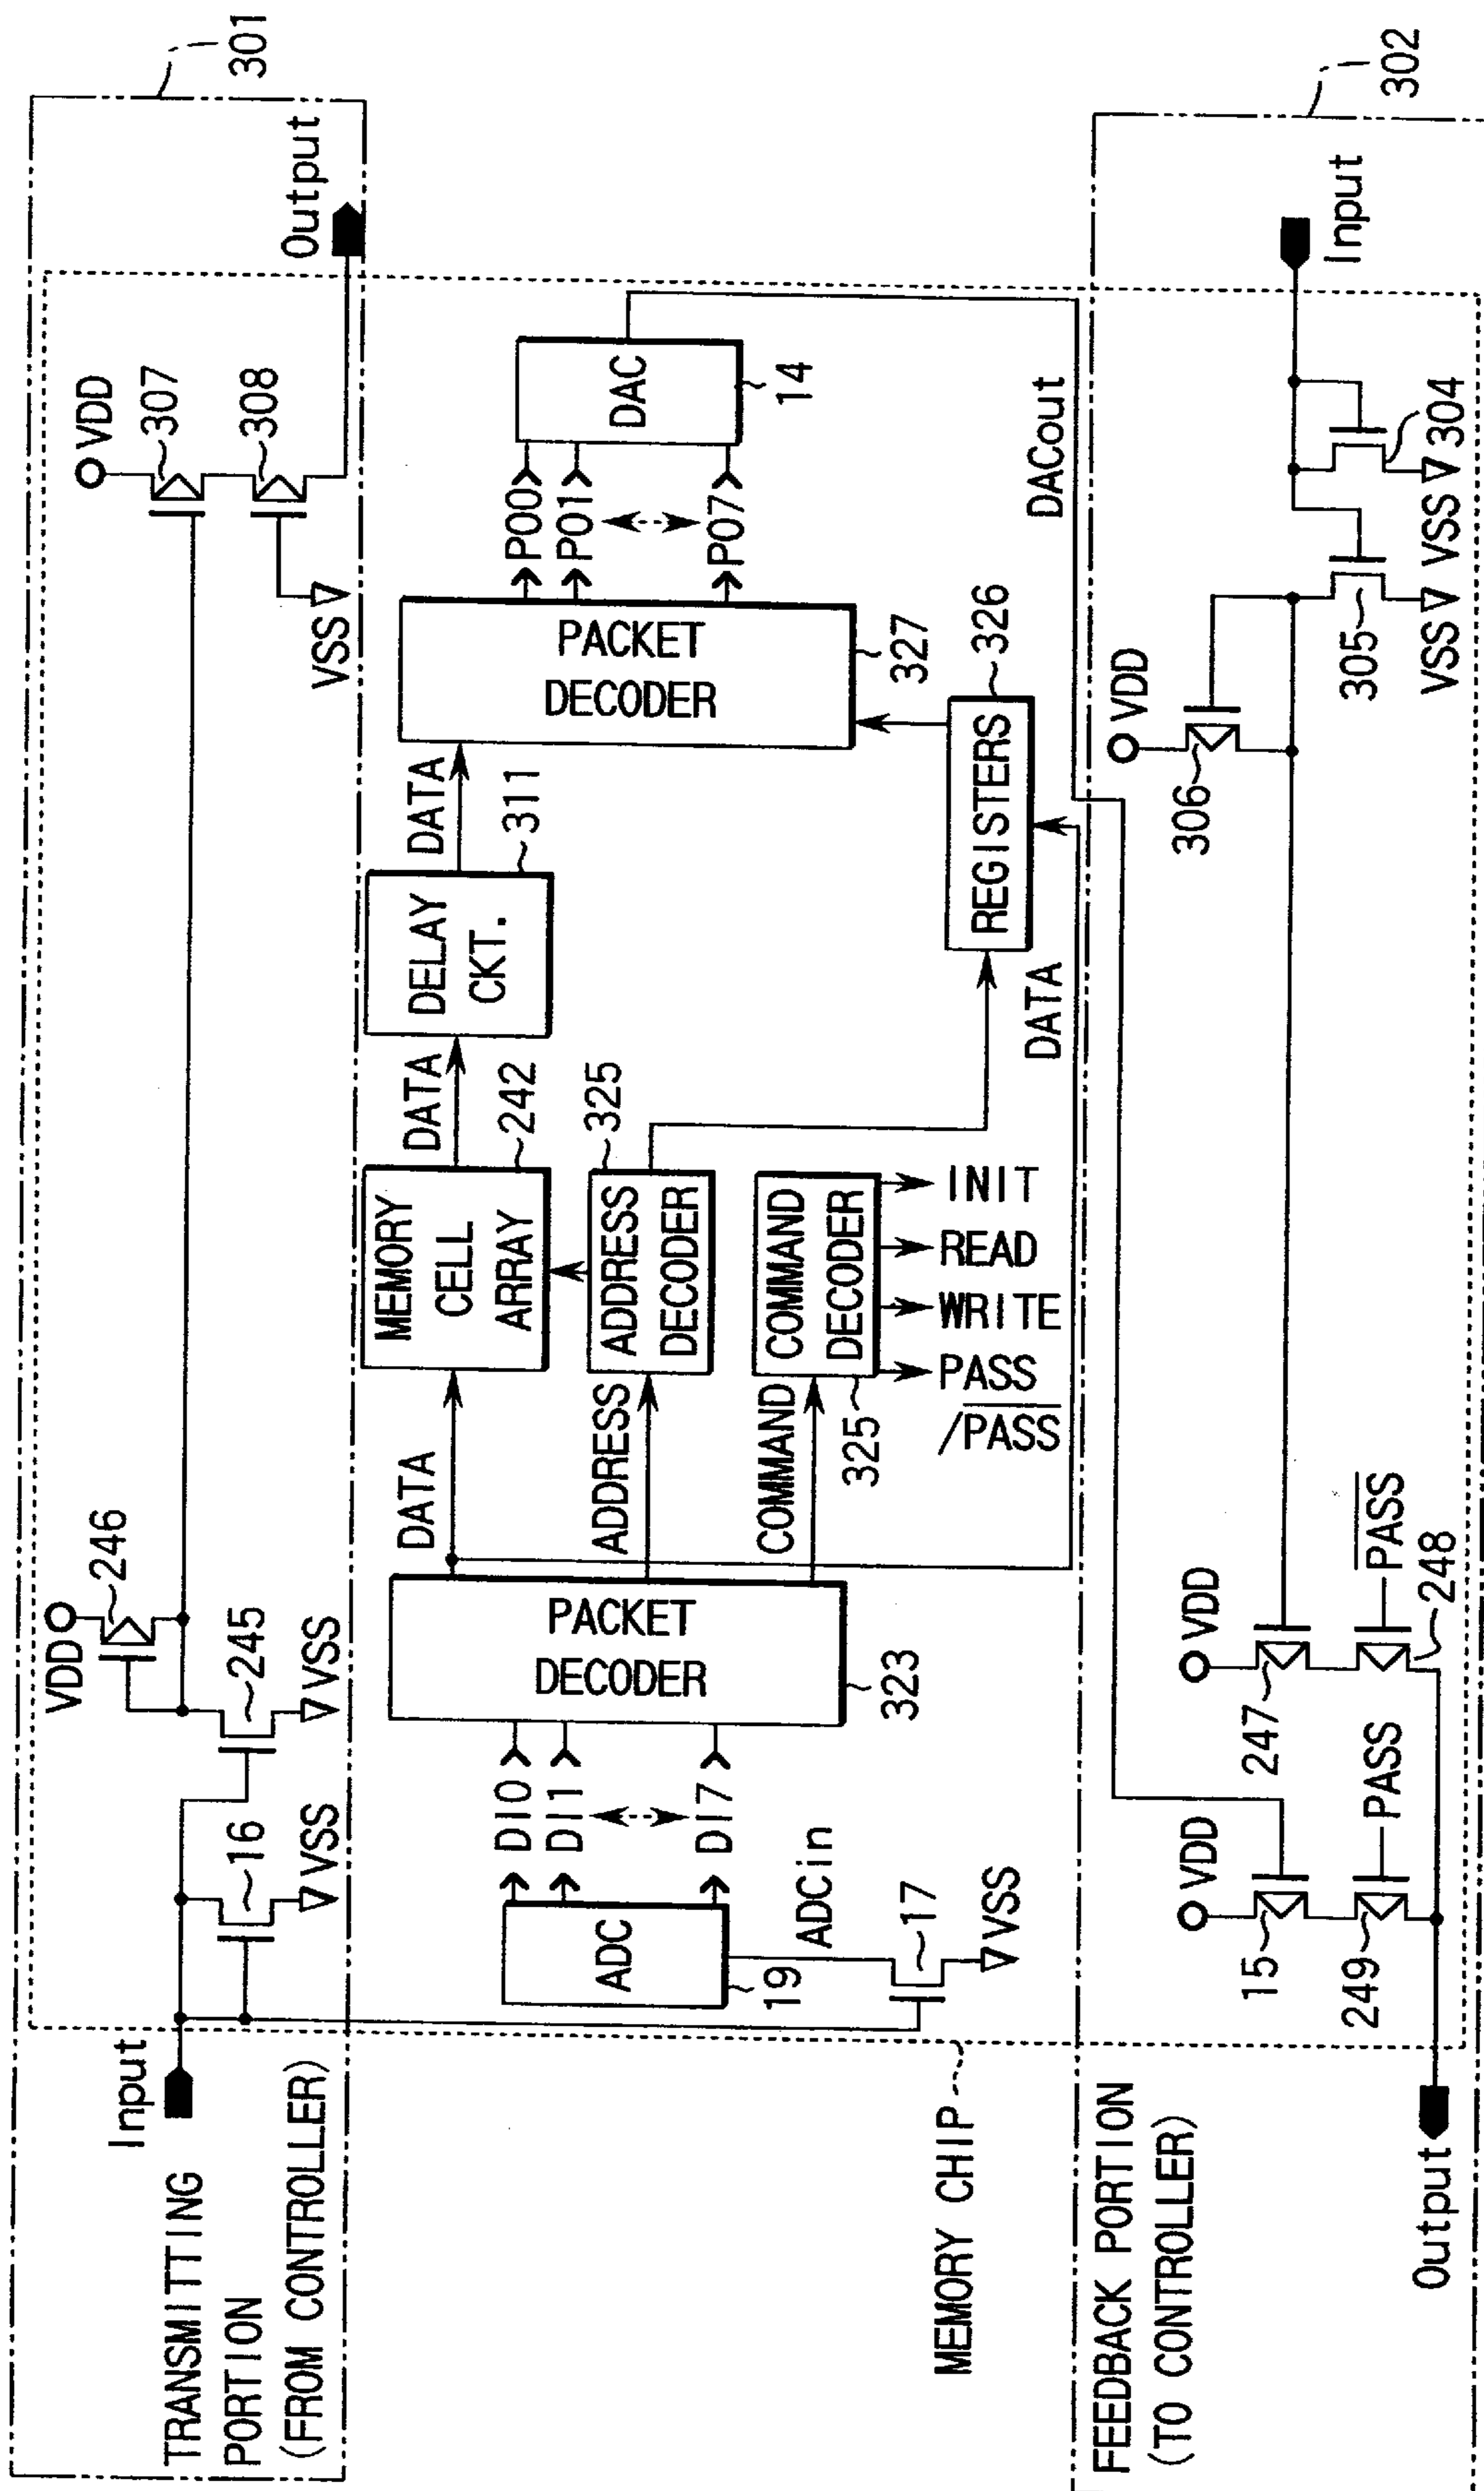 301
Input
Output
TRANSMITTING
PORTION
(FROM CONTROLLER)
VDD
246
245
VSS
16
VSS
VDD
307
308
VSS
ADC
19
ADCin
17
VSS
DI0
DI1
DI7
PACKET
DECODER
323
DATA
ADDRESS
COMMAND
MEMORY
CELL
ARRAY
242
ADDRESS
DECODER
325
COMMAND
DECODER
325
INIT
READ
WRITE
PASS
/PASS
DATA
DELAY
CKT.
311
DATA
PACKET
DECODER
327
REGISTERS
326
DATA
PO0
PO1
PO7
DAC
14
DACout
MEMORY CHIP
FEEDBACK PORTION
(TO CONTROLLER)
302
Output
VDD
15
249
PASS
VDD
247
PASS
248
VDD
306
305
VSS
VSS
304
Input